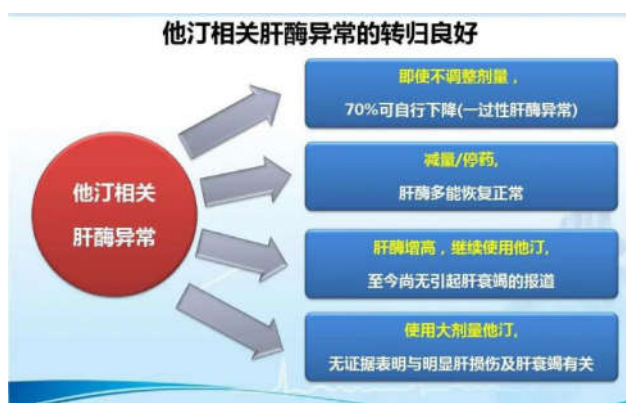 他汀相关肝酶异常的转归良好
他汀相关
肝酶异常
即使不调整剂量，
70%可自行下降(一过性肝酶异常)
减量/停药,
肝酶多能恢复正常
肝酶增高，继续使用他汀,
至今尚无引起肝衰竭的报道
使用大剂量他汀,
无证据表明与明显肝损伤及肝衰竭有关